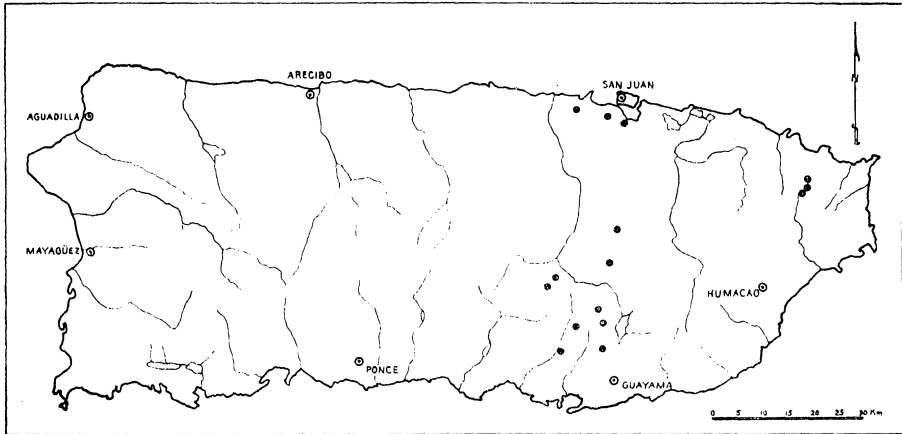 ARECIBO
SAN JUAN
AGUADILLA
N
MAYAGÜEZ
HUMACAO
PONCE
GUAYAMA
0 5 10 15 20 25 30 Km